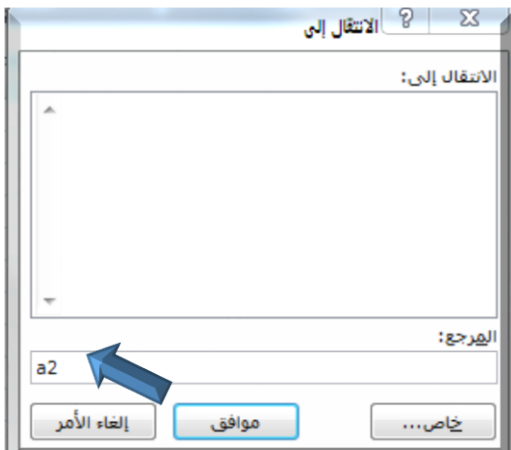 الانتقال إلى
الانتقال إلى:
المرجع:
a2
خاص...
موافق
إلغاء الأمر